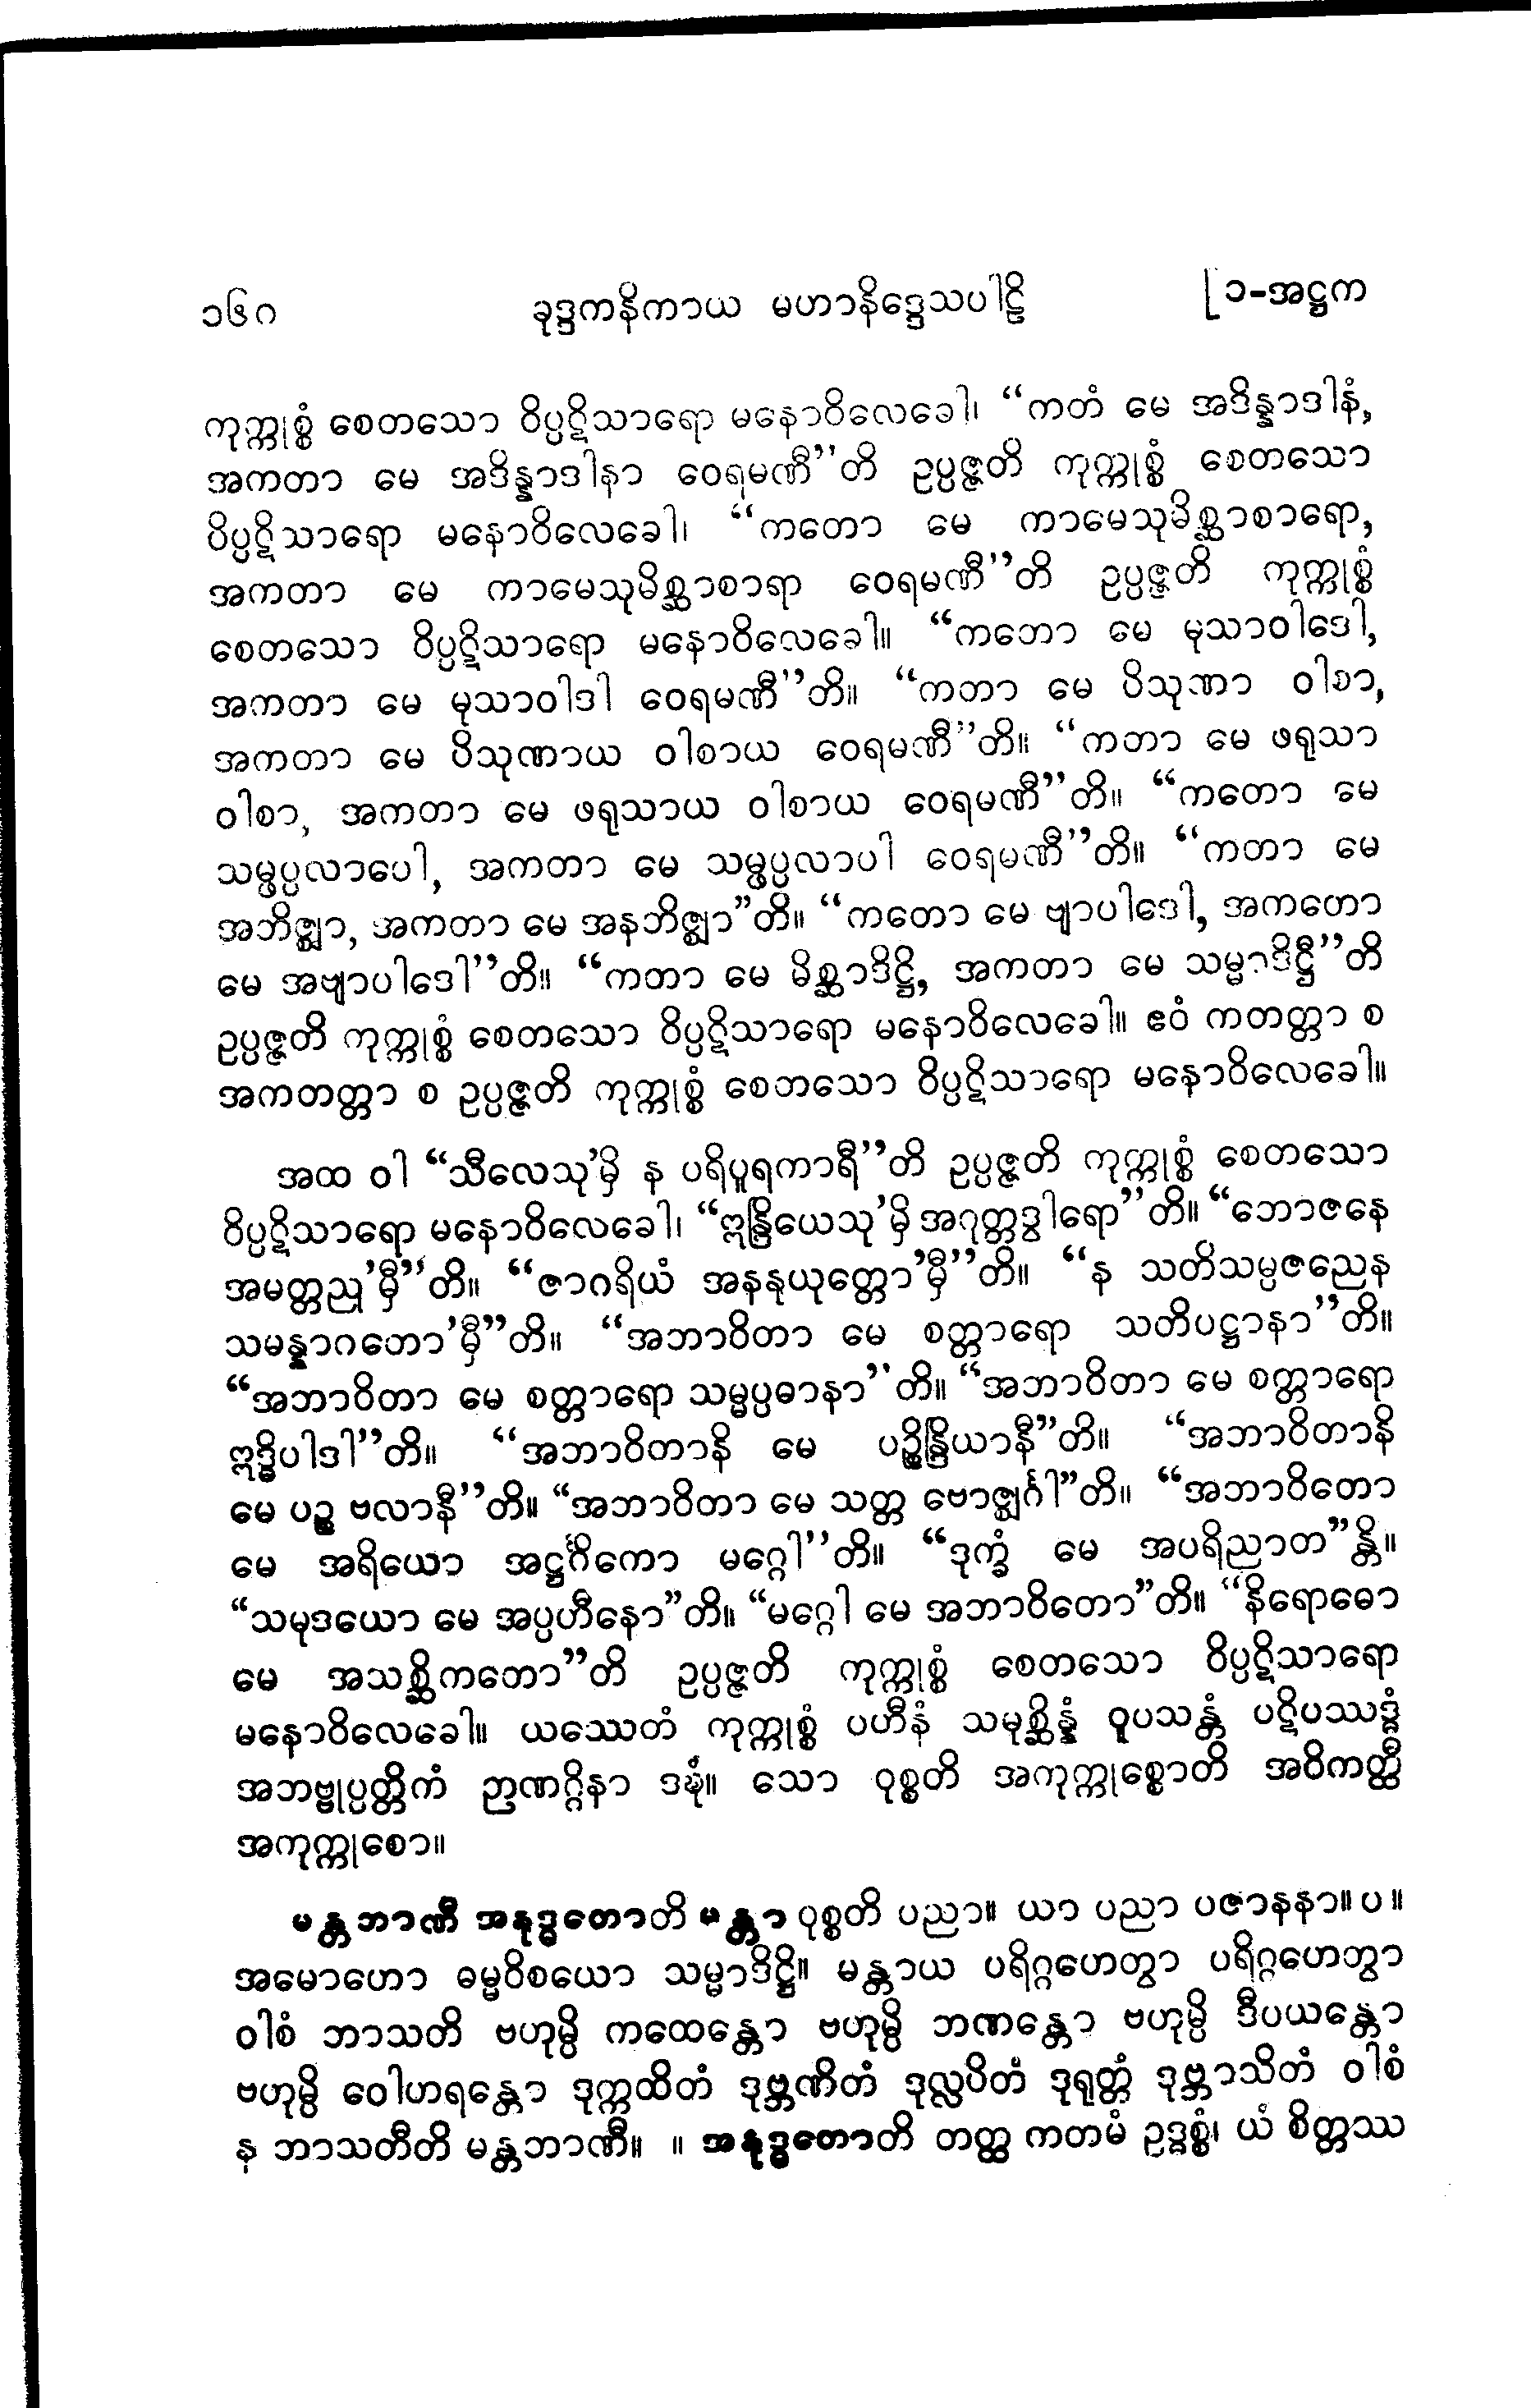 ၁၆၈ ခုဒ္ဒကနိကာယ မဟာနိဒ္ဒေသပါဠိ [၁-အဋ္ဌက
ကုက္ကုစ္စံ စေတသော ဝိပ္ပဋိသာရော မနောဝိလေခေါ၊ “ကတံ မေ အဒိန္နာဒါနံ,
အကတာ မေ အဒိန္နာဒါနာ ဝေရမဏီ”တိ ဥပ္ပဇ္ဇတိ ကုက္ကုစ္စံ စေတသော
ဝိပ္ပဋိသာရော မနောဝိလေခေါ၊ “ကတော မေ ကာမေသုမိစ္ဆာစာရော,
အကတာ မေ ကာမေသုမိစ္ဆာစာရာ ဝေရမဏီ”တိ ဥပ္ပဇ္ဇတိ ကုက္ကုစ္စံ
စေတသော ဝိပ္ပဋိသာရော မနောဝိလေခေါ။ “ကတော မေ မုသာဝါဒေါ,
အကတာ မေ မုသာဝါဒါ ဝေရမဏီ”တိ။ “ကတာ မေ ပိသုဏာ ဝါစာ,
အကတာ မေ ပိသုဏာယ ဝါစာယ ဝေရမဏီ”တိ။ “ကတာ မေ ဖရုသာ
ဝါစာ, အကတာ မေ ဖရုသာယ ဝါစာယ ဝေရမဏီ”တိ။ “ကတော မေ
သမ္ဖပ္ပလာပေါ, အကတာ မေ သမ္ဖပ္ပလာပါ ဝေရမဏီ”တိ။ “ကတာ မေ
အဘိဇ္ဈာ, အကတာ မေ အနဘိဇ္ဈာ”တိ။ “ကတော မေ ဗျာပါဒေါ, အကတော
မေ အဗျာပါဒေါ”တိ။ “ကတာ မေ မိစ္ဆာဒိဋ္ဌိ, အကတာ မေ သမ္မာဒိဋ္ဌီ”တိ
ဥပ္ပဇ္ဇတိ ကုက္ကုစ္စံ စေတသော ဝိပ္ပဋိသာရော မနောဝိလေခေါ။ ဧဝံ ကတတ္တာ စ
အကတတ္တာ စ ဥပ္ပဇ္ဇတိ ကုက္ကုစ္စံ စေတသော ဝိပ္ပဋိသာရော မနောဝိလေခေါ။
အထ ဝါ “သီလေသု’မှိ န ပရိပူရကာရီ”တိ ဥပ္ပဇ္ဇတိ ကုက္ကုစ္စံ စေတသော
ဝိပ္ပဋိသာရော မနောဝိလေခေါ၊ “ဣန္ဒြိယေသု’မှိ အဂုတ္တဒွါရော”တိ။ “ဘောဇနေ
အမတ္တညု’မှီ”တိ။ “ဇာဂရိယံ အနနုယုတ္တော’မှီ”တိ။ “န သတိသမ္ပဇညေန
သမန္နာဂတော’မှီ”တိ။ “အဘာဝိတာ မေ စတ္တာရော သတိပဋ္ဌာနာ”တိ။
“အဘာဝိတာ မေ စတ္တာရော သမ္မပ္ပဓာနာ”တိ။ “အဘာဝိတာ မေ စတ္တာရော
ဣဒ္ဓိပါဒါ”တိ။ “အဘာဝိတာနိ မေ ပဉ္စိန္ဒြိယာနီ”တိ။ “အဘာဝိတာနိ
မေ ပဉ္စ ဗလာနီ”တိ။ “အဘာဝိတာ မေ သတ္တ ဗောဇ္ဈင်္ဂါ”တိ။ “အဘာဝိတော
မေ အရိယော အဋ္ဌင်္ဂိကော မဂ္ဂေါ”တိ။ “ဒုက္ခံ မေ အပရိညာတ”န္တိ။
“သမုဒယော မေ အပ္ပဟီနော”တိ။ “မဂ္ဂေါ မေ အဘာဝိတော”တိ။ “နိရောဓော
မေ အသစ္ဆိကတော”တိ ဥပ္ပဇ္ဇတိ ကုက္ကုစ္စံ စေတသော ဝိပ္ပဋိသာရော
မနောဝိလေခေါ။ ယဿေတံ ကုက္ကုစ္စံ ပဟီနံ သမုစ္ဆိန္နံ ဝူပသန္တံ ပဋိပဿဒ္ဓံ
အဘဗ္ဗုပ္ပတ္တိကံ ဉာဏဂ္ဂိနာ ဒဍ္ဎံ။ သော ဝုစ္စတိ အကုက္ကုစ္စောတိ အဝိကတ္ထီ
အကုက္ကုစော။
မန္တဘာဏီ အနုဒ္ဓတောတိ မန္တာ ဝုစ္စတိ ပညာ။ ယာ ပညာ ပဇာနနာ။ပ။
အမောဟော ဓမ္မဝိစယော သမ္မာဒိဋ္ဌိ။ မန္တာယ ပရိဂ္ဂဟေတွာ ပရိဂ္ဂဟေတွာ
ဝါစံ ဘာသတိ ဗဟုမ္ပိ ကထေန္တော ဗဟုမ္ပိ ဘဏန္တော ဗဟုမ္ပိ ဒီပယန္တော
ဗဟုမ္ပိ ဝေါဟရန္တော ဒုက္ကထိတံ ဒုဗ္ဘဏိတံ ဒုလ္လပိတံ ဒုရုတ္တံ ဒုဗ္ဘာသိတံ ဝါစံ
န ဘာသတီတိ မန္တဘာဏီ။ ။ အနုဒ္ဓတောတိ တတ္ထ ကတမံ ဥဒ္ဓစ္စံ၊ ယံ စိတ္တဿ